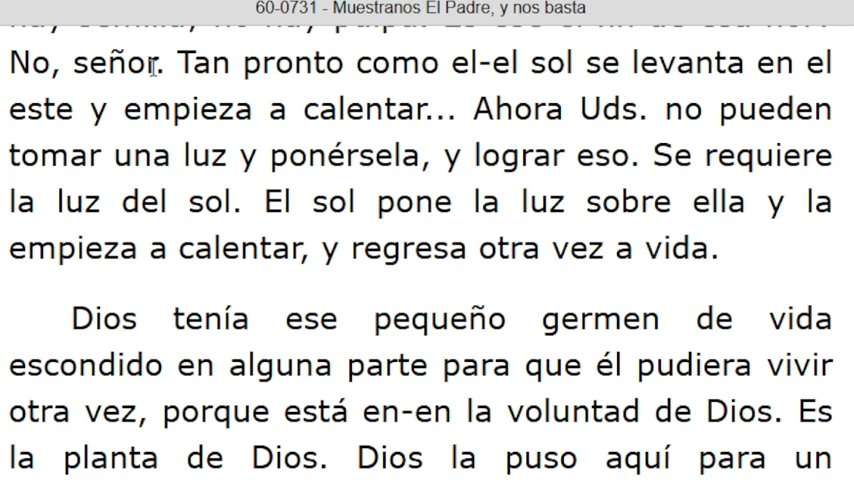 60-0731 - Muestranos El Padre, y nos basta
No, señor. Tan pronto como el-el sol se levanta en el
este y empieza a calentar... Ahora Uds. no pueden
tomar una luz y ponérsela, y lograr eso. Se requiere
la luz del sol. El sol pone la luz sobre ella y la
empieza a calentar, y regresa otra vez a vida.
Dios tenía ese pequeño germen de vida
escondido en alguna parte para que él pudiera vivir
otra vez, porque está en-en la voluntad de Dios. Es
la planta de Dios. Dios la puso aquí para un